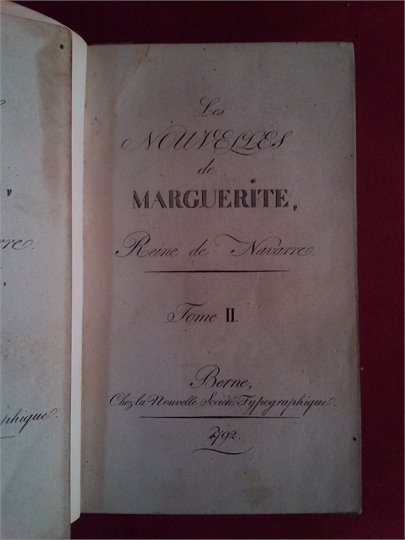 Les
NOUVELLES
de
MARGUERITE,
Reine de Navarre.
Tome II.
Berne,
Chez la Nouvelle Société Typographique.
1792.